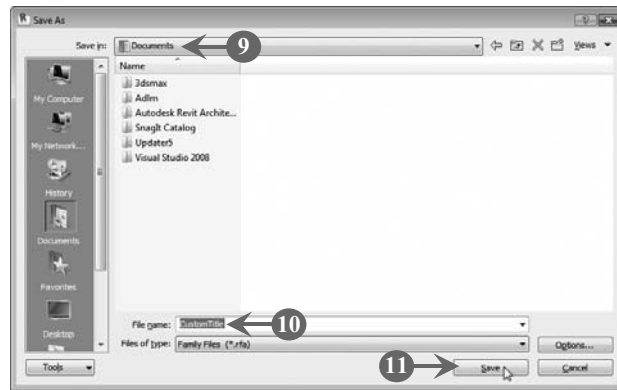 Save As
Save in: Documents 9 Views
Name
3dsmax
Adlm
Autodesk Revit Archite...
SnagIt Catalog
Updater5
Visual Studio 2008
My Computer
My Network...
History
Documents
Favorites
Desktop
File name: CustomTitle 10
Files of type: Family Files (*.rfa) Options...
Tools 11 Save Cancel